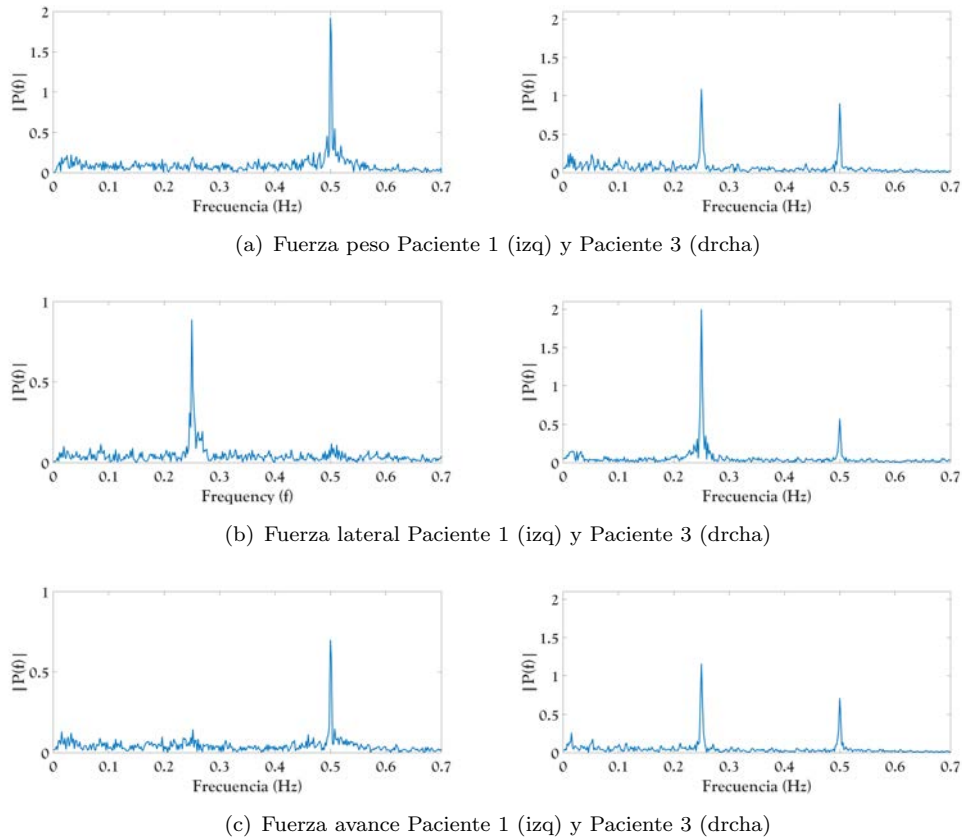 2
1.5
1
0.5
0
|P(f)|
0 0.1 0.2 0.3 0.4 0.5 0.6 0.7
Frecuencia (Hz)
2
1.5
1
0.5
0
|P(f)|
0 0.1 0.2 0.3 0.4 0.5 0.6 0.7
Frecuencia (Hz)
(a) Fuerza peso Paciente 1 (izq) y Paciente 3 (drcha)
1
0.5
0
|P(f)|
0 0.1 0.2 0.3 0.4 0.5 0.6 0.7
Frequency (f)
2
1.5
1
0.5
0
|P(f)|
0 0.1 0.2 0.3 0.4 0.5 0.6 0.7
Frecuencia (Hz)
(b) Fuerza lateral Paciente 1 (izq) y Paciente 3 (drcha)
1
0.5
0
|P(f)|
0 0.1 0.2 0.3 0.4 0.5 0.6 0.7
Frecuencia (Hz)
2
1.5
1
0.5
0
|P(f)|
0 0.1 0.2 0.3 0.4 0.5 0.6 0.7
Frecuencia (Hz)
(c) Fuerza avance Paciente 1 (izq) y Paciente 3 (drcha)